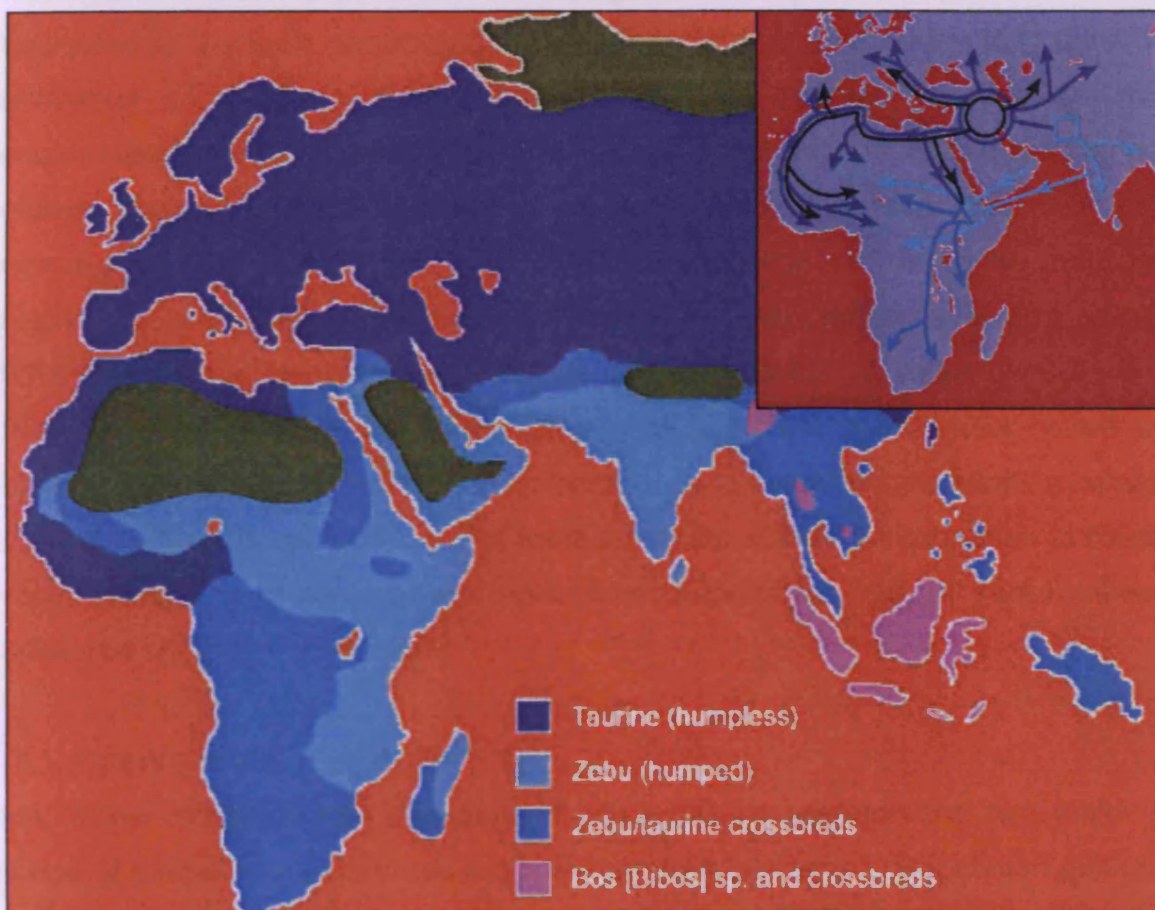 Taurine (humpless)
Zebu (humped)
Zebu/taurine crossbreds
Bos [Bibos] sp. and crossbreds